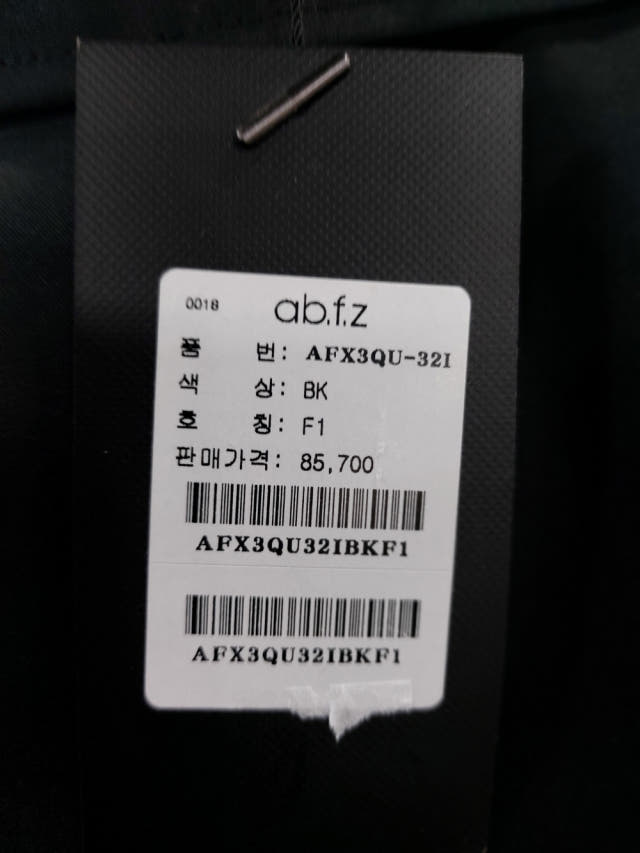 0018 ab.f.z
품 번: AFX3QU-32I
색 상: BK
호 칭: F1
판매가격: 85,700
AFX3QU32IBKF1
AFX3QU32IBKF1